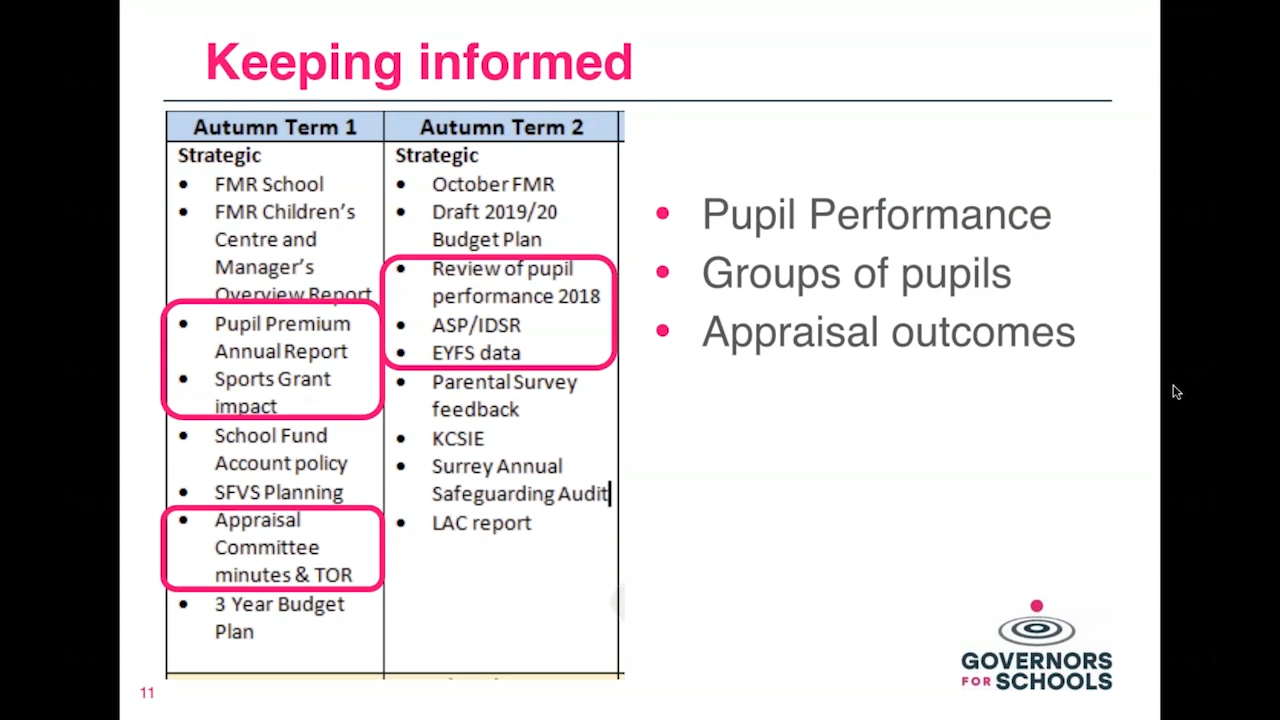 Keeping informed
Autumn Term 1
Strategic
• FMR School
• FMR Children's
Centre and
Manager's
Overview Report
• Pupil Premium
Annual Report
• Sports Grant
impact
• School Fund
Account policy
• SFVS Planning
• Appraisal
Committee
minutes & TOR
• 3 Year Budget
Plan
Autumn Term 2
Strategic
• October FMR
• Draft 2019/20
Budget Plan
• Review of pupil
performance 2018
• ASP/IDSR
• EYFS data
• Parental Survey
feedback
• KCSIE
• Surrey Annual
Safeguarding Audit
• LAC report
• Pupil Performance
• Groups of pupils
• Appraisal outcomes
GOVERNORS
FOR SCHOOLS
11